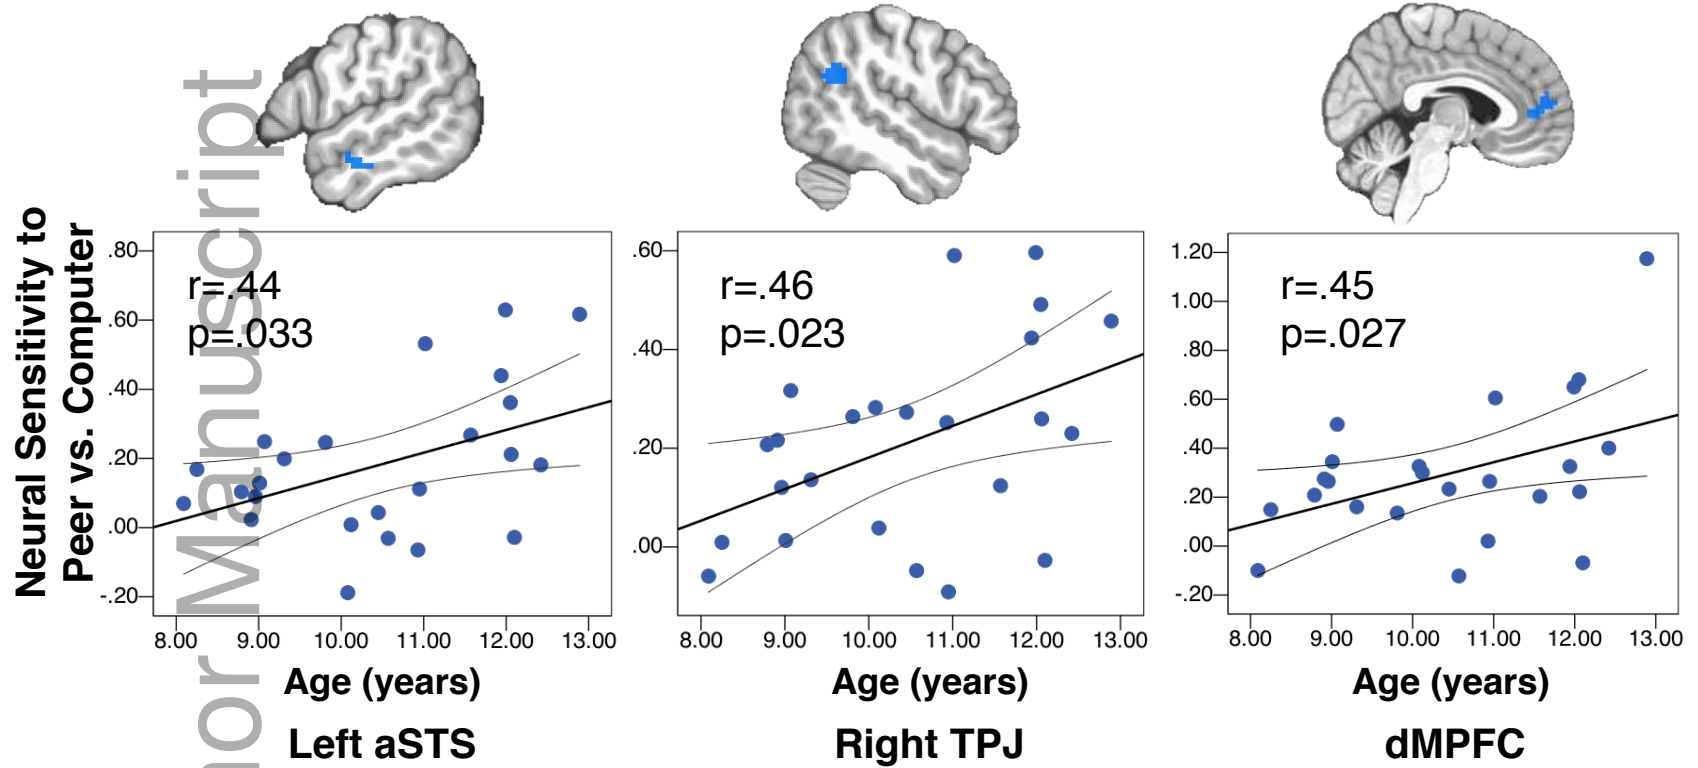 Neural Sensitivity to
Peer vs. Computer
nor Manuscript
r=.44
p=.033
.80
.60
.40
.20
.00
-.20
8.00 9.00 10.00 11.00 12.00 13.00
Age (years)
Left aSTS
r=.46
p=.023
.60
.40
.20
.00
8.00 9.00 10.00 11.00 12.00 13.00
Age (years)
Right TPJ
r=.45
p=.027
1.20
1.00
.80
.60
.40
.20
.00
-.20
8.00 9.00 10.00 11.00 12.00 13.00
Age (years)
dMPFC